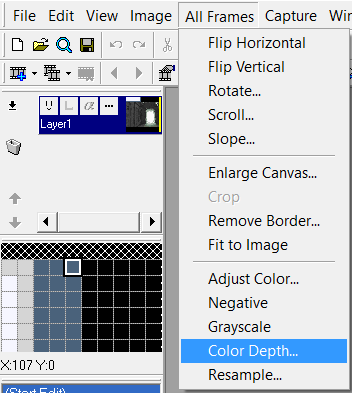 File Edit View Image All Frames Capture Wi
Flip Horizontal
Flip Vertical
Rotate...
Scroll...
Slope...
Enlarge Canvas...
Crop
Remove Border...
Fit to Image
Adjust Color...
Negative
Grayscale
Color Depth...
Resample...
U L α ...
Layer1
X:107 Y:0
(Start Edit)